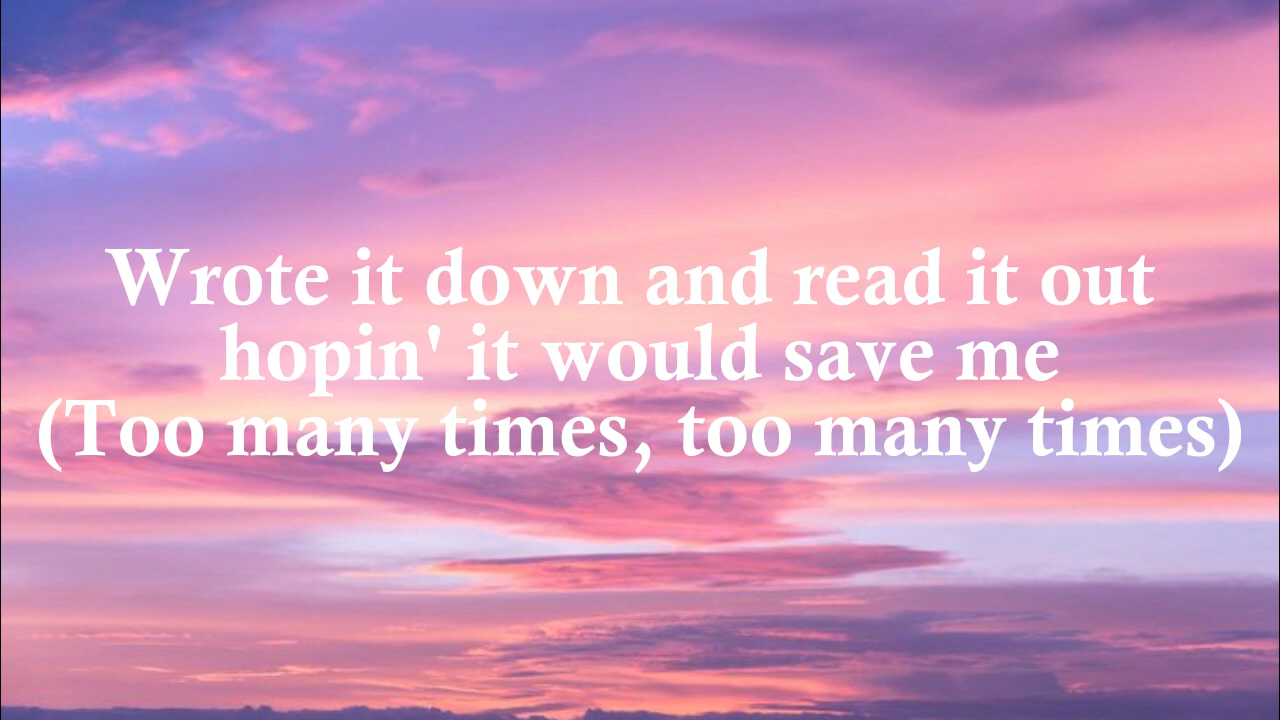 Wrote it down and read it out
hopin' it would save me
(Too many times, too many times)